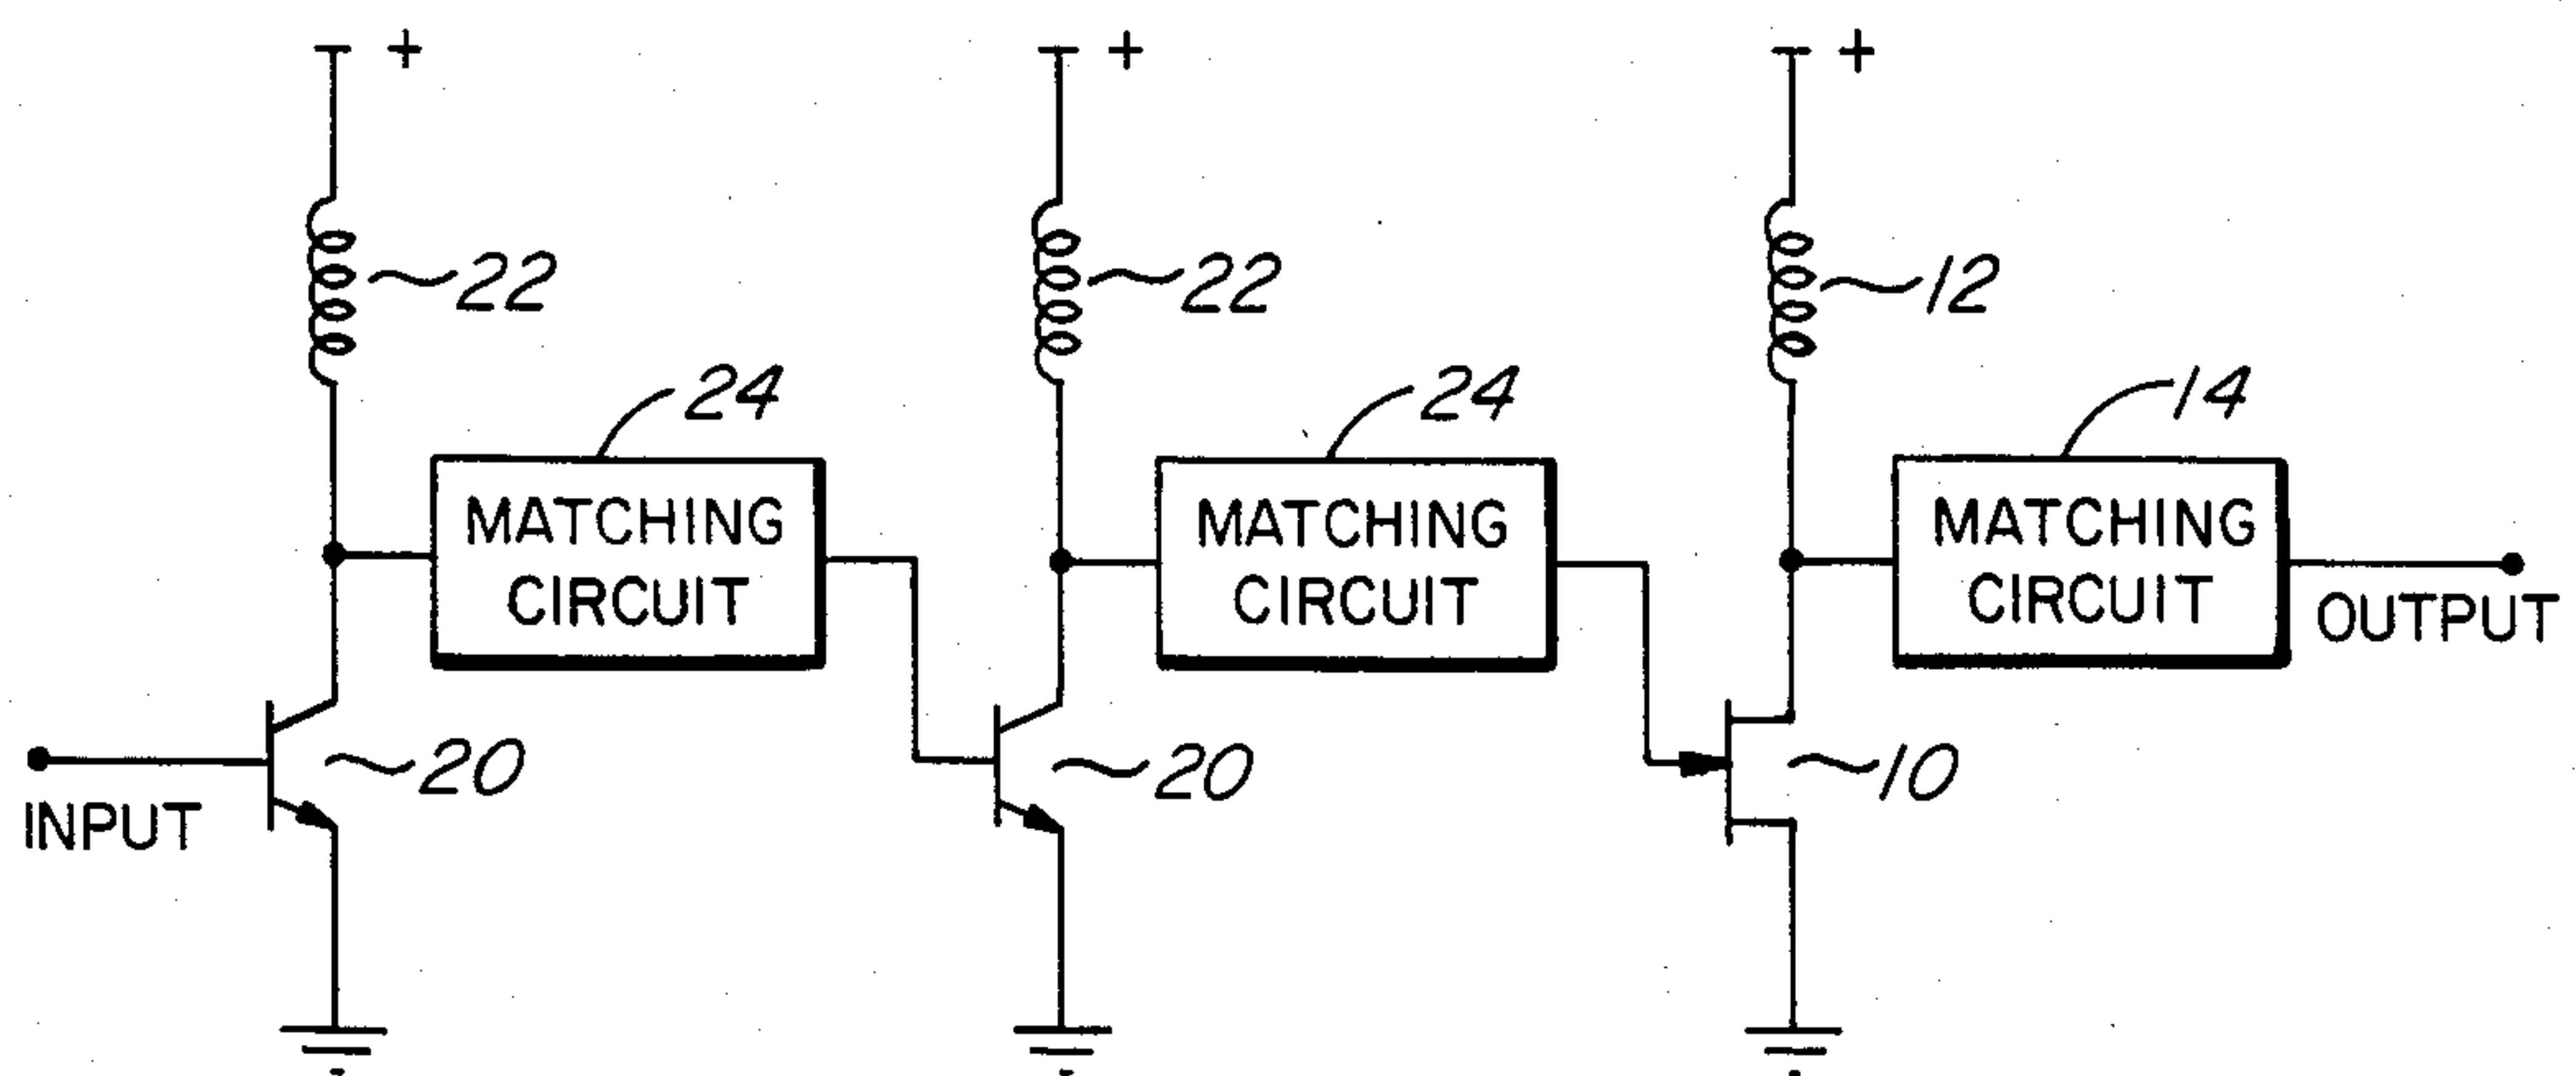 +
+
+
22
22
12
24
24
14
MATCHING
CIRCUIT
MATCHING
CIRCUIT
MATCHING
CIRCUIT
OUTPUT
INPUT
20
20
10